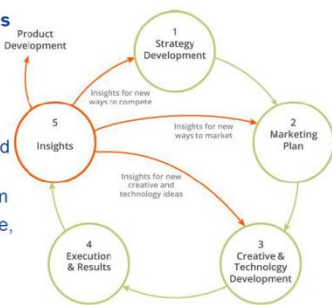 s
Product
Development
1
Strategy
Development
Insights for new
ways to compete
5
Insights
Insights for new
ways to market
2
Marketing
Plan
d
Insights for new
creative and
technology ideas
m
e,
4
Execution
& Results
3
Creative &
Technology
Development